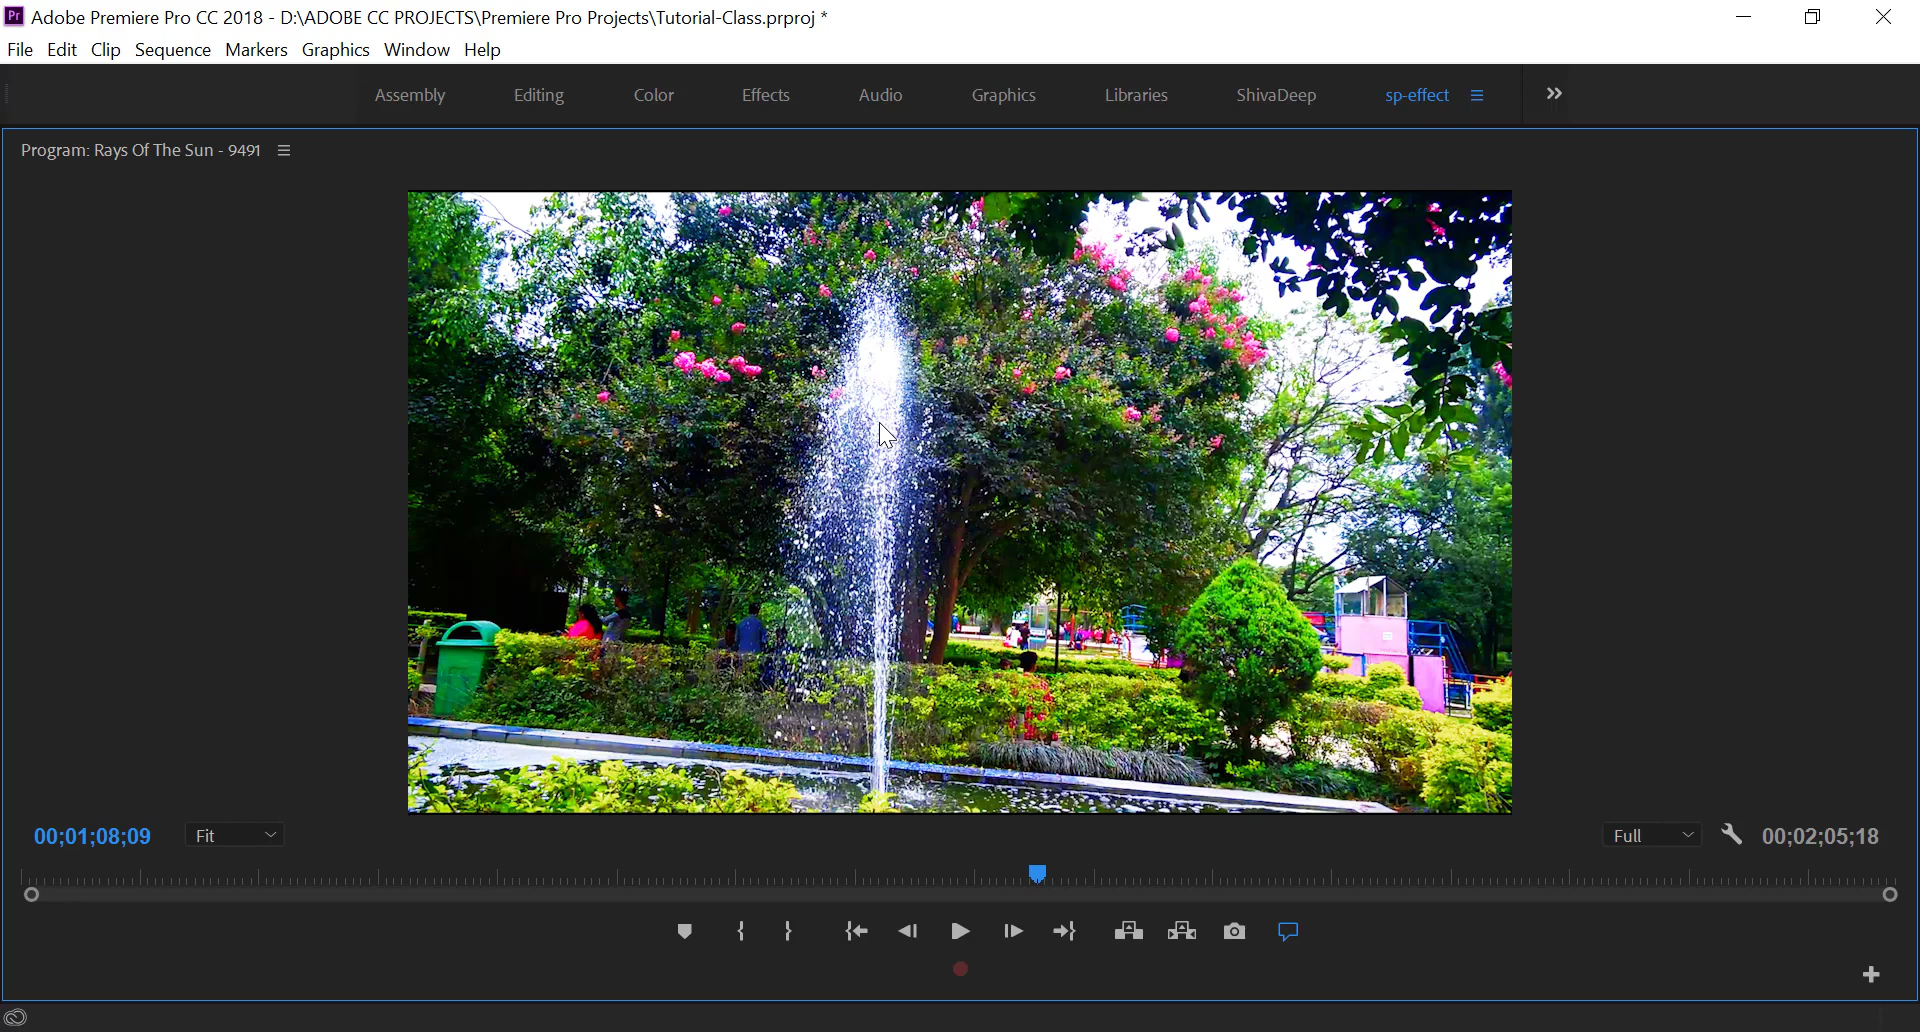 Pr Adobe Premiere Pro CC 2018 - D:\ADOBE CC PROJECTS\Premiere Pro Projects\Tutorial-Class.prproj *
File Edit Clip Sequence Markers Graphics Window Help
Assembly Editing Color Effects Audio Graphics Libraries ShivaDeep sp-effect
Program: Rays Of The Sun - 9491
00;01;08;09 Fit Full 00;02;05;18